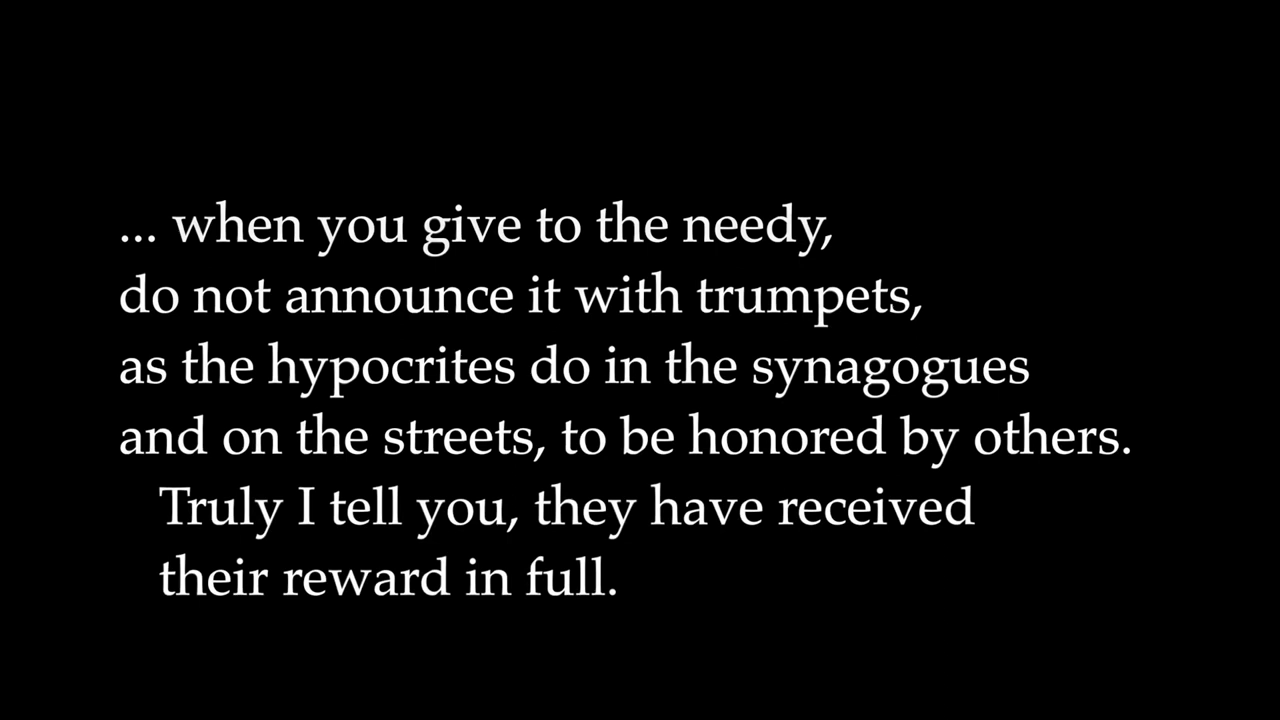 ... when you give to the needy,
do not announce it with trumpets,
as the hypocrites do in the synagogues
and on the streets, to be honored by others.
Truly I tell you, they have received
their reward in full.